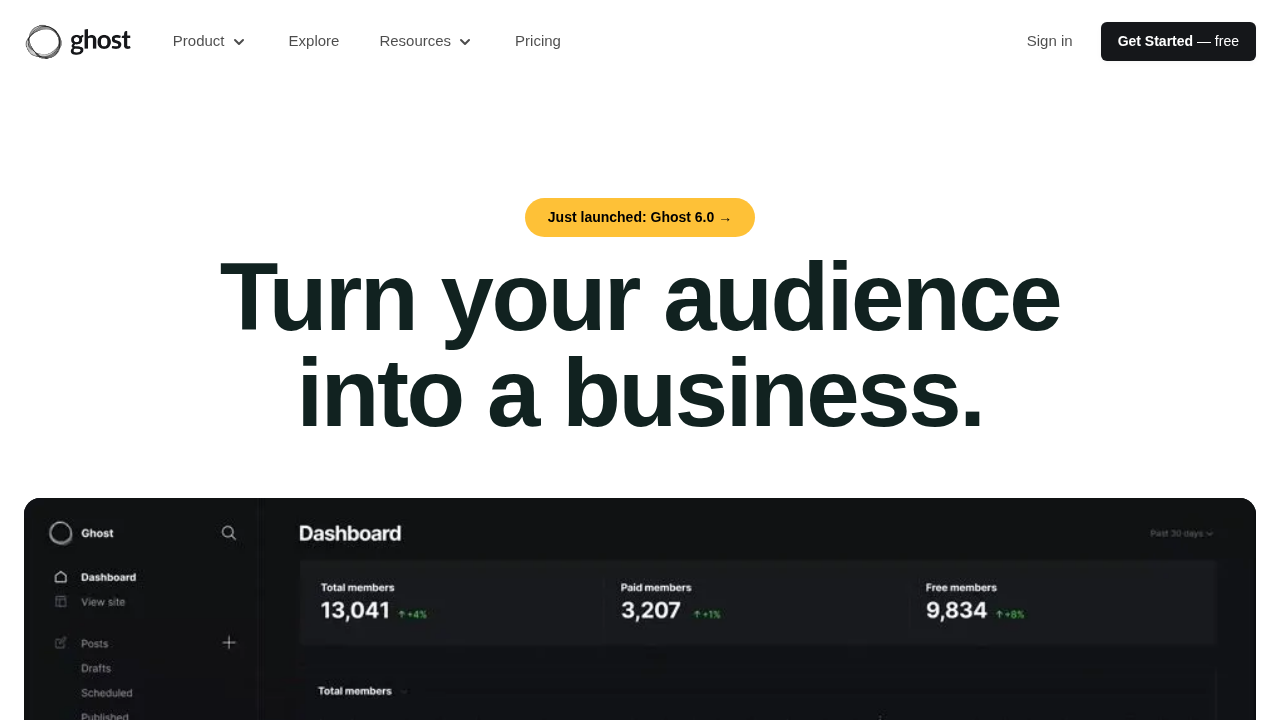 ghost
Product
Explore
Resources
Pricing
Sign in
Get Started — free
Just launched: Ghost 6.0 →
Turn your audience
into a business.
Ghost
Dashboard
View site
Posts
Drafts
Scheduled
Published
Dashboard
Past 30 days
Total members
13,041 ↑+4%
Paid members
3,207 ↑+1%
Free members
9,834 ↑+8%
Total members